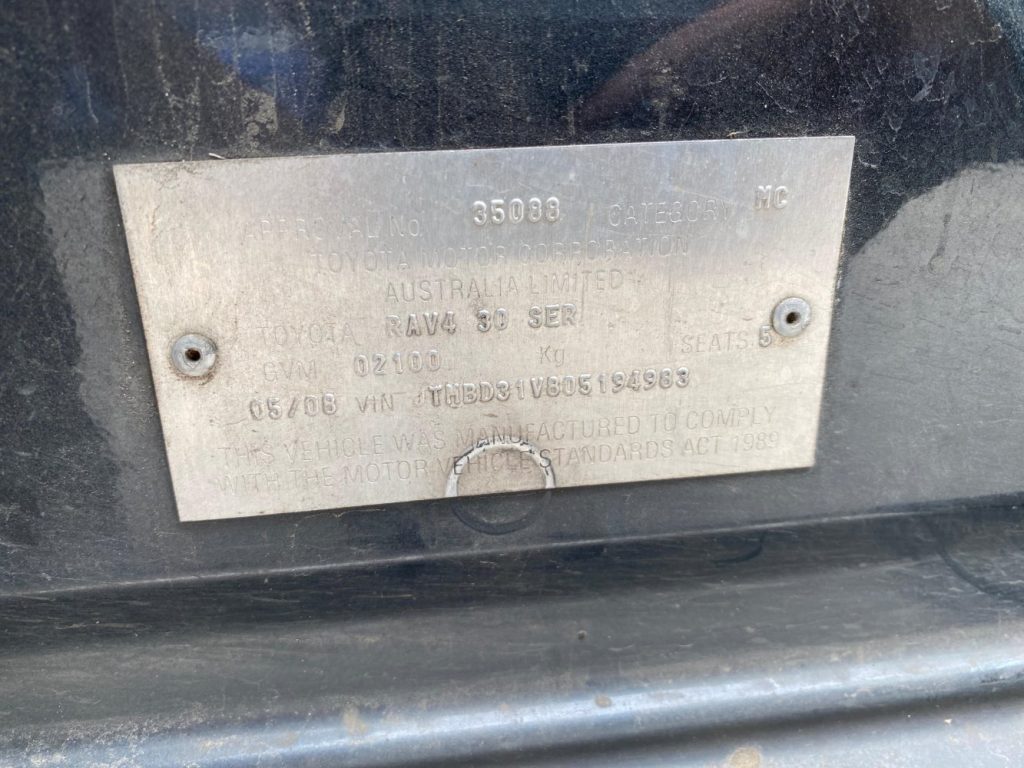 APPROVAL No. 35088 CATEGORY MC
TOYOTA MOTOR CORPORATION
AUSTRALIA LIMITED
TOYOTA RAV4 30 SER
GVM 02100 Kg SEATS 5
05/08 VIN JTMBD31V805194983
THIS VEHICLE WAS MANUFACTURED TO COMPLY
WITH THE MOTOR VEHICLE STANDARDS ACT 1989